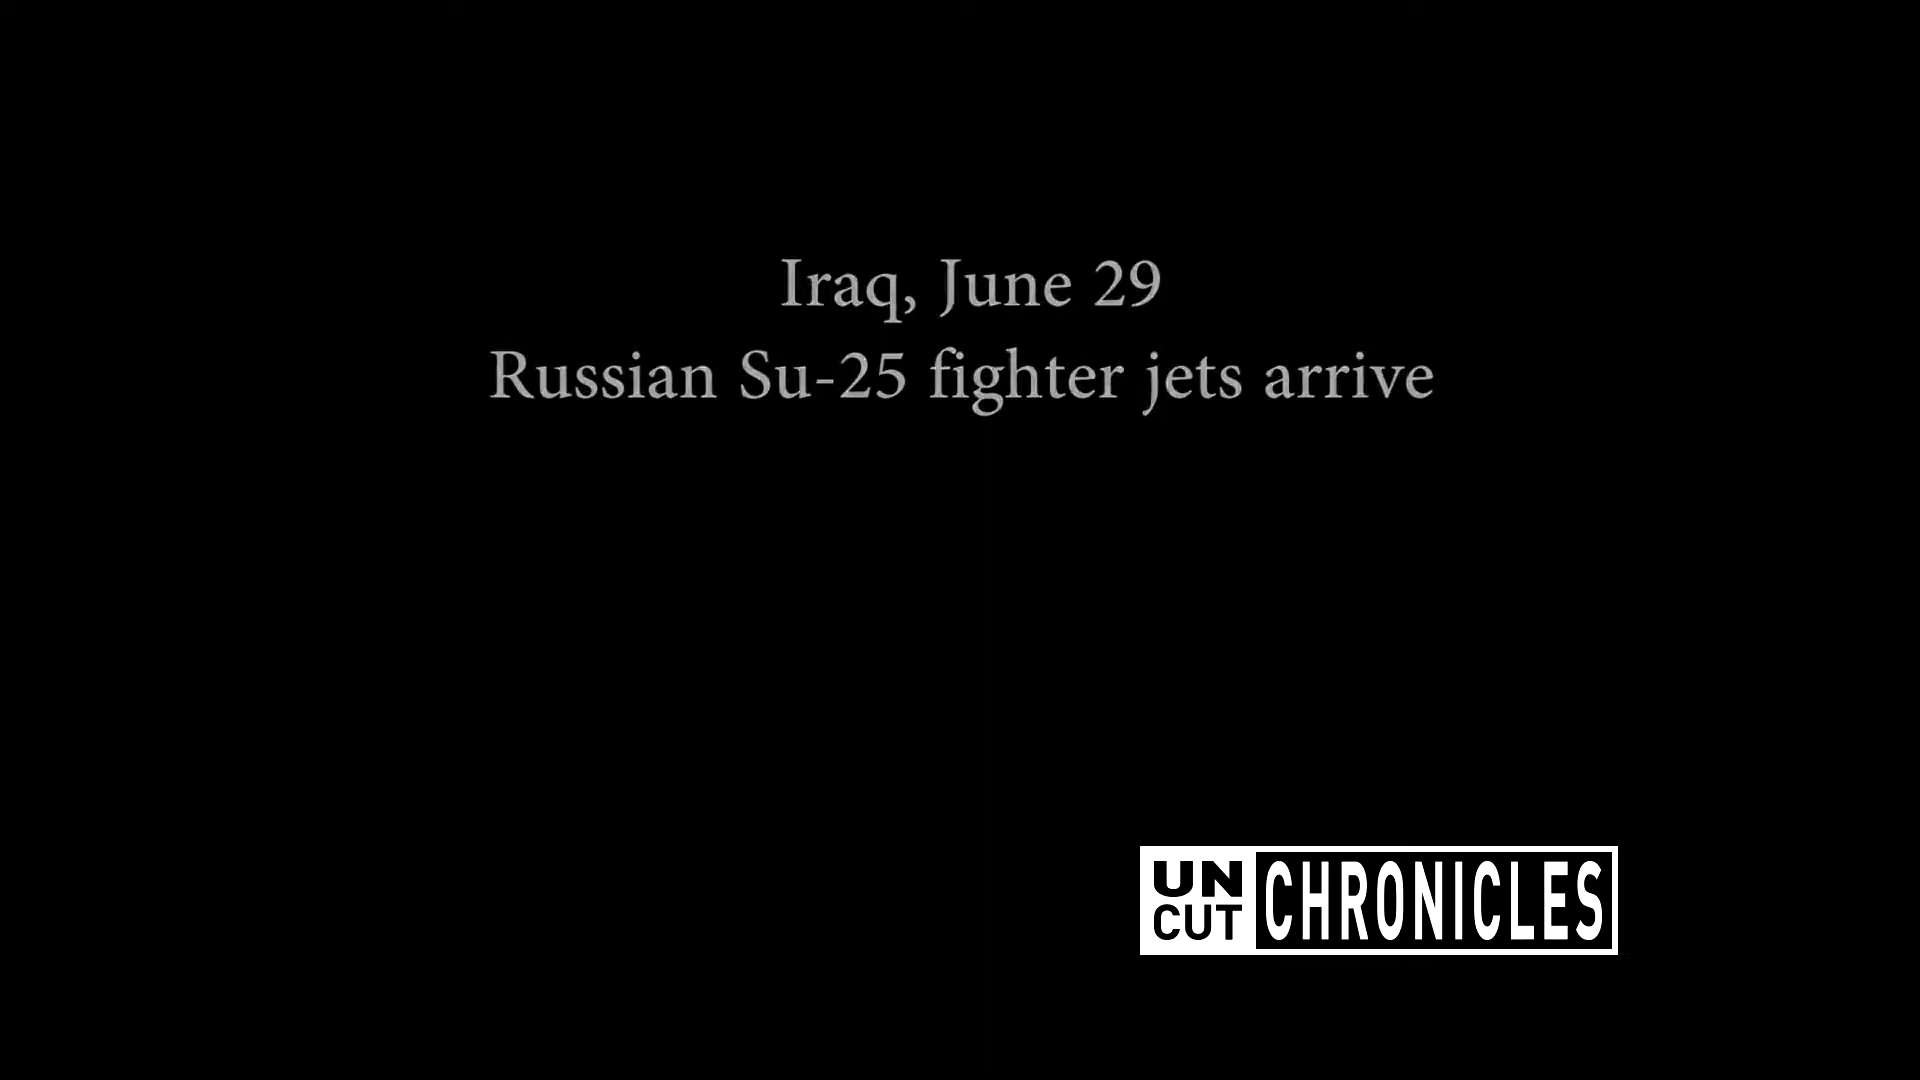 Iraq, June 29
Russian Su-25 fighter jets arrive
UN
CUT
CHRONICLES